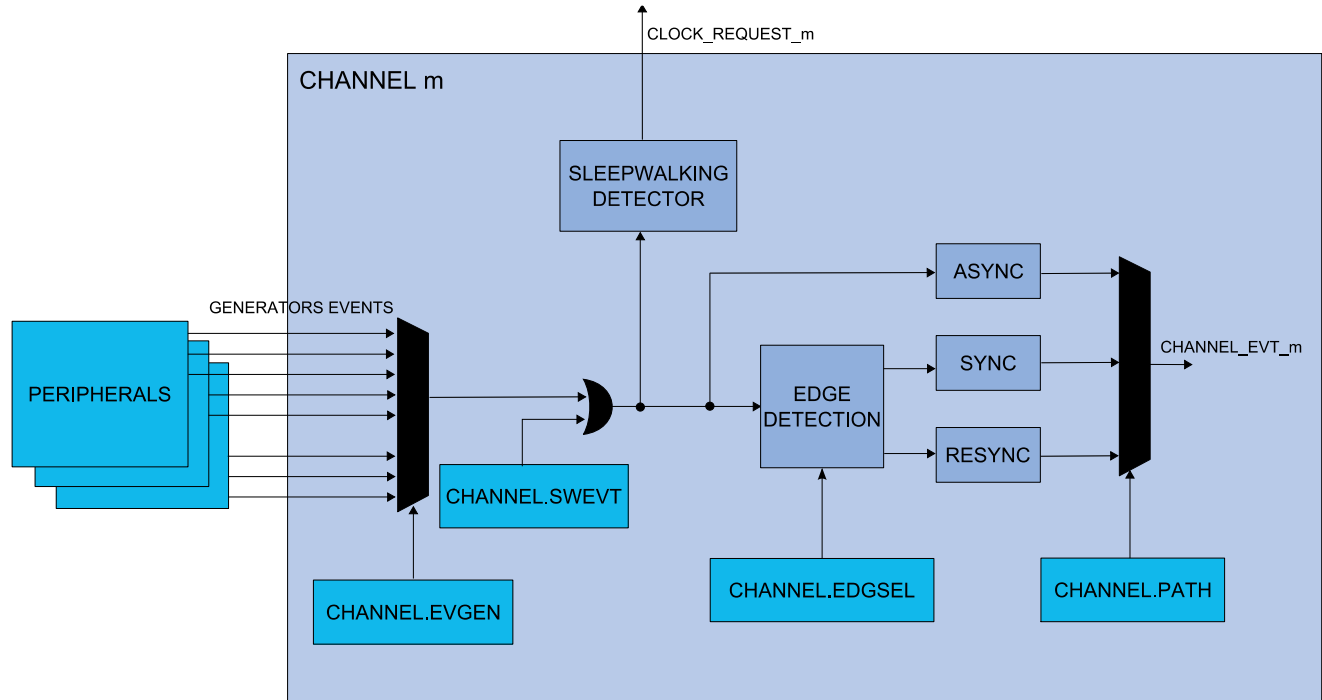 CLOCK_REQUEST_m
CHANNEL m
SLEEPWALKING
DETECTOR
ASYNC
GENERATORS EVENTS
CHANNEL_EVT_m
PERIPHERALS
EDGE
DETECTION
SYNC
RESYNC
CHANNEL.SWEVT
CHANNEL.EVGEN
CHANNEL.EDGSEL
CHANNEL.PATH